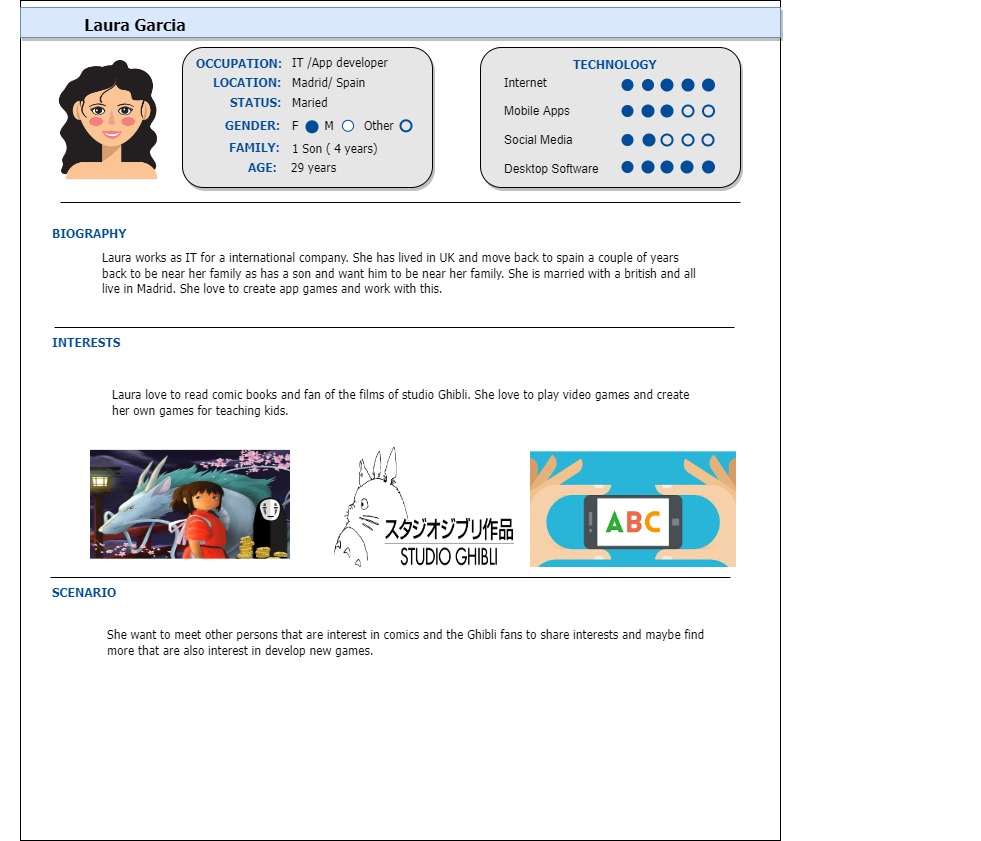 Laura Garcia
OCCUPATION: IT /App developer
LOCATION: Madrid/ Spain
STATUS: Maried
GENDER: F M Other
FAMILY: 1 Son ( 4 years)
AGE: 29 years
TECHNOLOGY
Internet
Mobile Apps
Social Media
Desktop Software
BIOGRAPHY
Laura works as IT for a international company. She has lived in UK and move back to spain a couple of years
back to be near her family as has a son and want him to be near her family. She is married with a british and all
live in Madrid. She love to create app games and work with this.
INTERESTS
Laura love to read comic books and fan of the films of studio Ghibli. She love to play video games and create
her own games for teaching kids.
スタジオジブリ作品
STUDIO GHIBLI
ABC
SCENARIO
She want to meet other persons that are interest in comics and the Ghibli fans to share interests and maybe find
more that are also interest in develop new games.